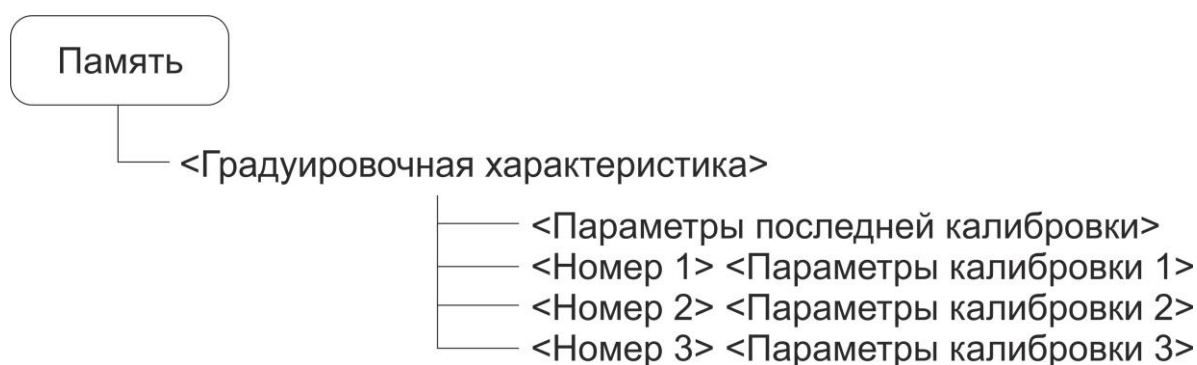 Память
<Градуировочная характеристика>
<Параметры последней калибровки>
<Номер 1> <Параметры калибровки 1>
<Номер 2> <Параметры калибровки 2>
<Номер 3> <Параметры калибровки 3>